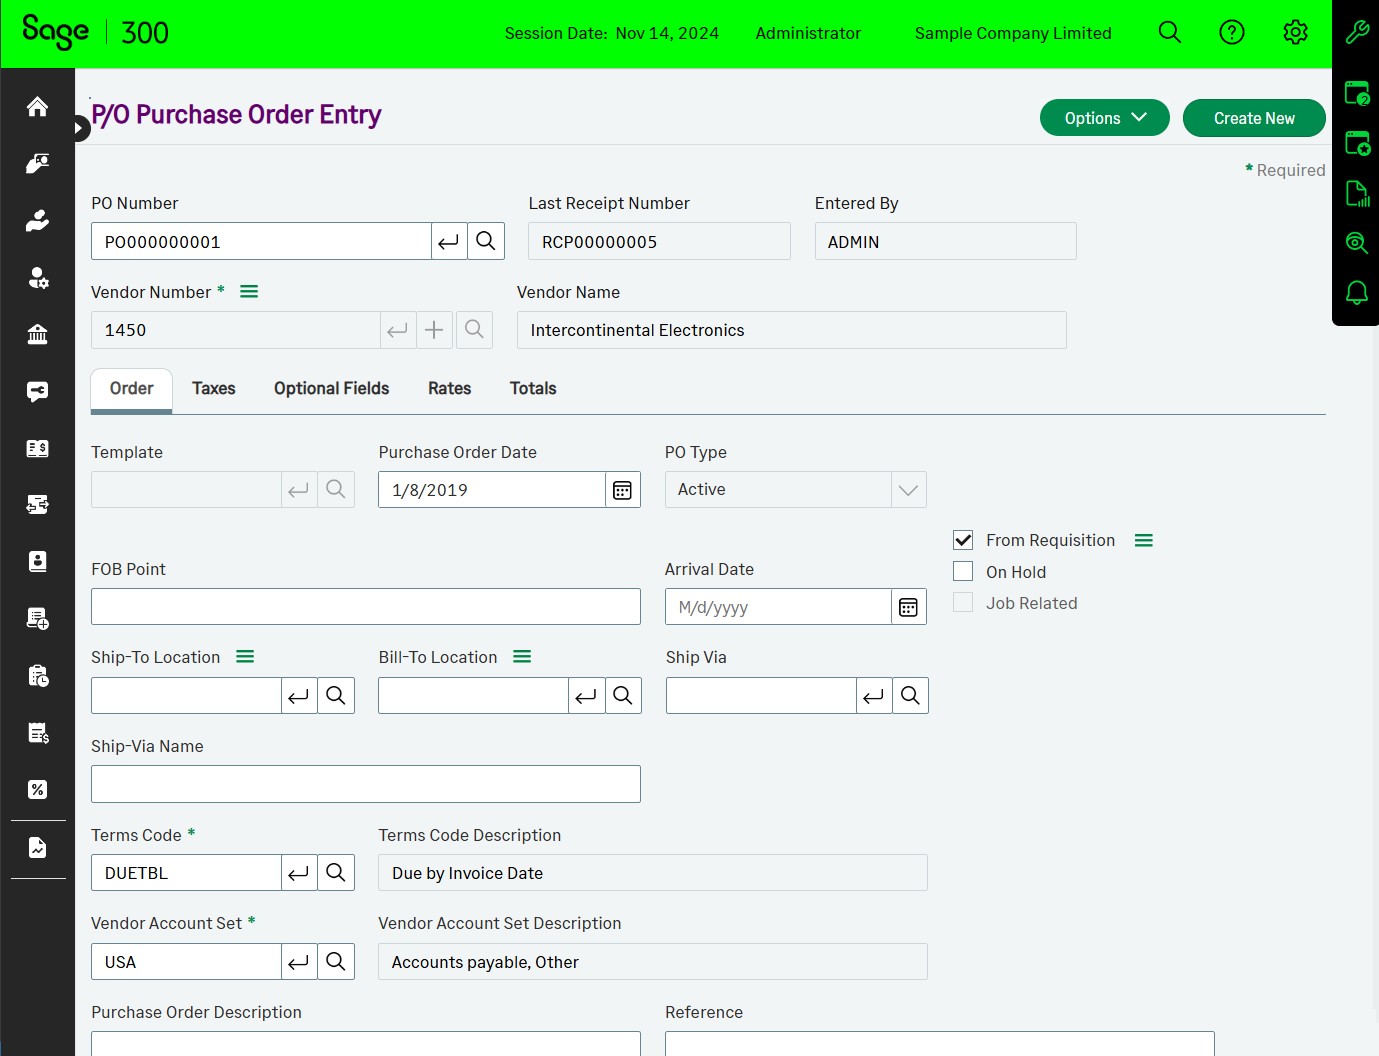 Sage 300
Session Date: Nov 14, 2024 Administrator Sample Company Limited
P/O Purchase Order Entry
Options Create New
* Required
PO Number Last Receipt Number Entered By
PO000000001 RCP00000005 ADMIN
Vendor Number * Vendor Name
1450 Intercontinental Electronics
Order Taxes Optional Fields Rates Totals
Template Purchase Order Date PO Type
1/8/2019 Active
From Requisition
On Hold
Job Related
FOB Point Arrival Date
M/d/yyyy
Ship-To Location Bill-To Location Ship Via
Ship-Via Name
Terms Code * Terms Code Description
DUETBL Due by Invoice Date
Vendor Account Set * Vendor Account Set Description
USA Accounts payable, Other
Purchase Order Description Reference